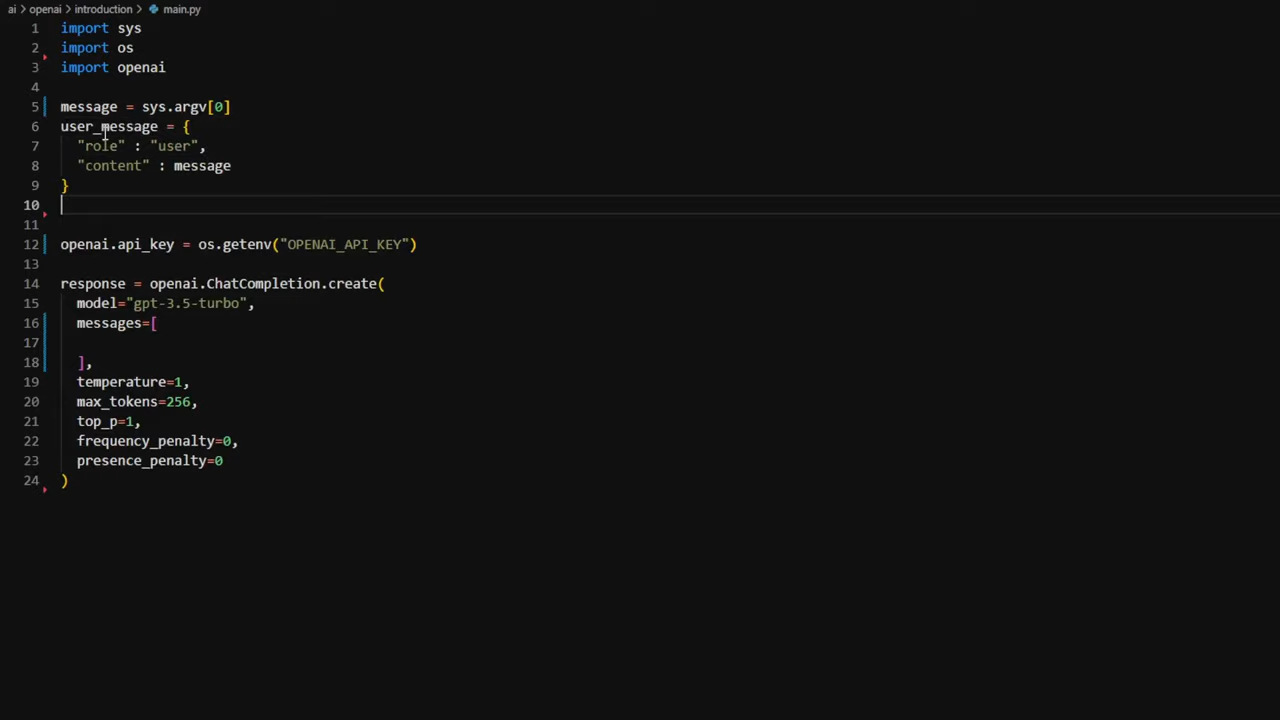 ai > openai > introduction > main.py
1 import sys
2 import os
3 import openai
4
5 message = sys.argv[0]
6 user_message = {
7   "role" : "user",
8   "content" : message
9 }
10
11
12 openai.api_key = os.getenv("OPENAI_API_KEY")
13
14 response = openai.ChatCompletion.create(
15   model="gpt-3.5-turbo",
16   messages=[
17
18   ],
19   temperature=1,
20   max_tokens=256,
21   top_p=1,
22   frequency_penalty=0,
23   presence_penalty=0
24 )